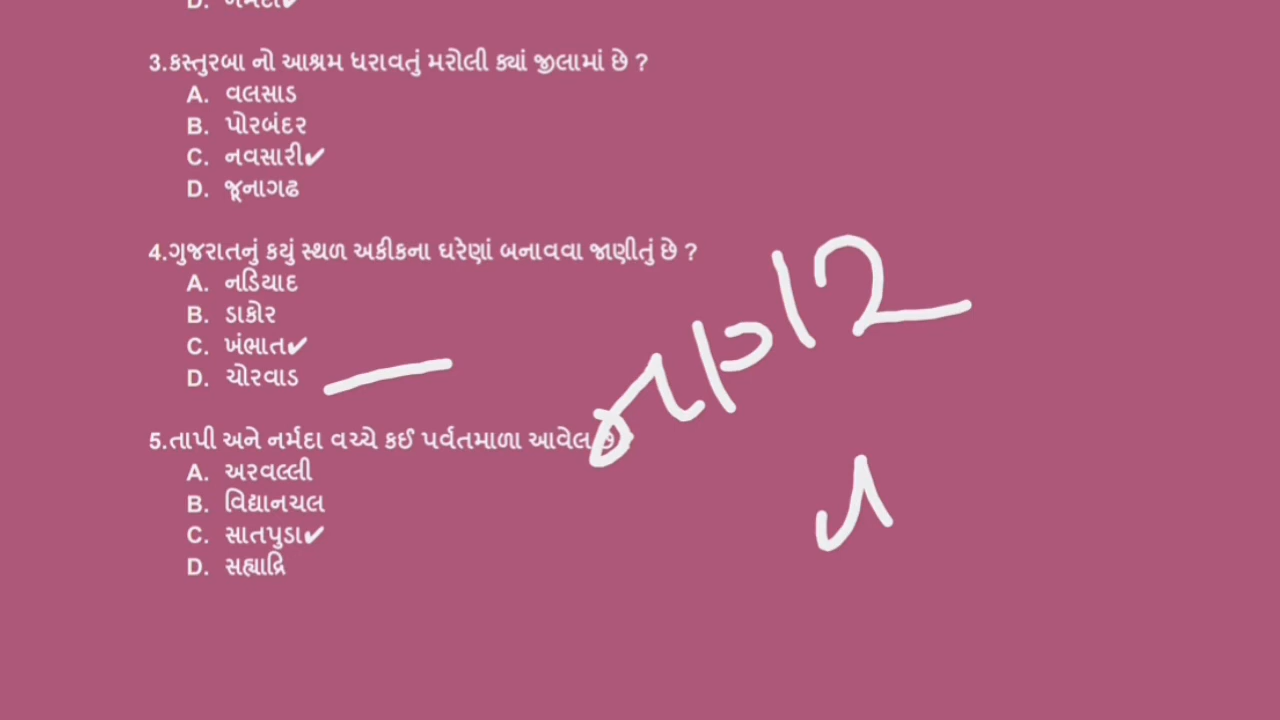 3.કસ્તુરબા નો આશ્રમ ધરાવતું મરોલી ક્યાં જીલામાં છે ?
A. વલસાડ
B. પોરબંદર
C. નવસારી✔
D. જૂનાગઢ
4.ગુજરાતનું કયું સ્થળ અકીકના ઘરેણાં બનાવવા જાણીતું છે ?
A. નડિયાદ
B. ડાકોર
C. ખંભાત✔
D. ચોરવાડ
5.તાપી અને નર્મદા વચ્ચે કઈ પર્વતમાળા આવેલ છે ?
A. અરવલ્લી
B. વિદ્યાનચલ
C. સાતપુડા✔
D. સહ્યાદ્રિ